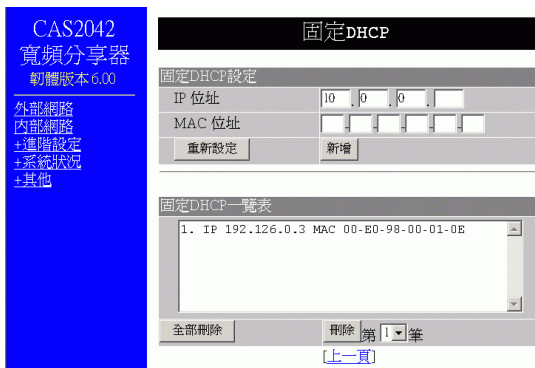 CAS2042
寬頻分享器
韌體版本 6.00
外部網路
內部網路
+進階設定
+系統狀況
+其他
固定DHCP
固定DHCP設定
IP 位址 10 . 0 . 0 .
MAC 位址 - - - - -
重新設定 新增
固定DHCP一覽表
1. IP 192.126.0.3 MAC 00-E0-98-00-01-0E
全部刪除 刪除 第 1 筆
[上一頁]